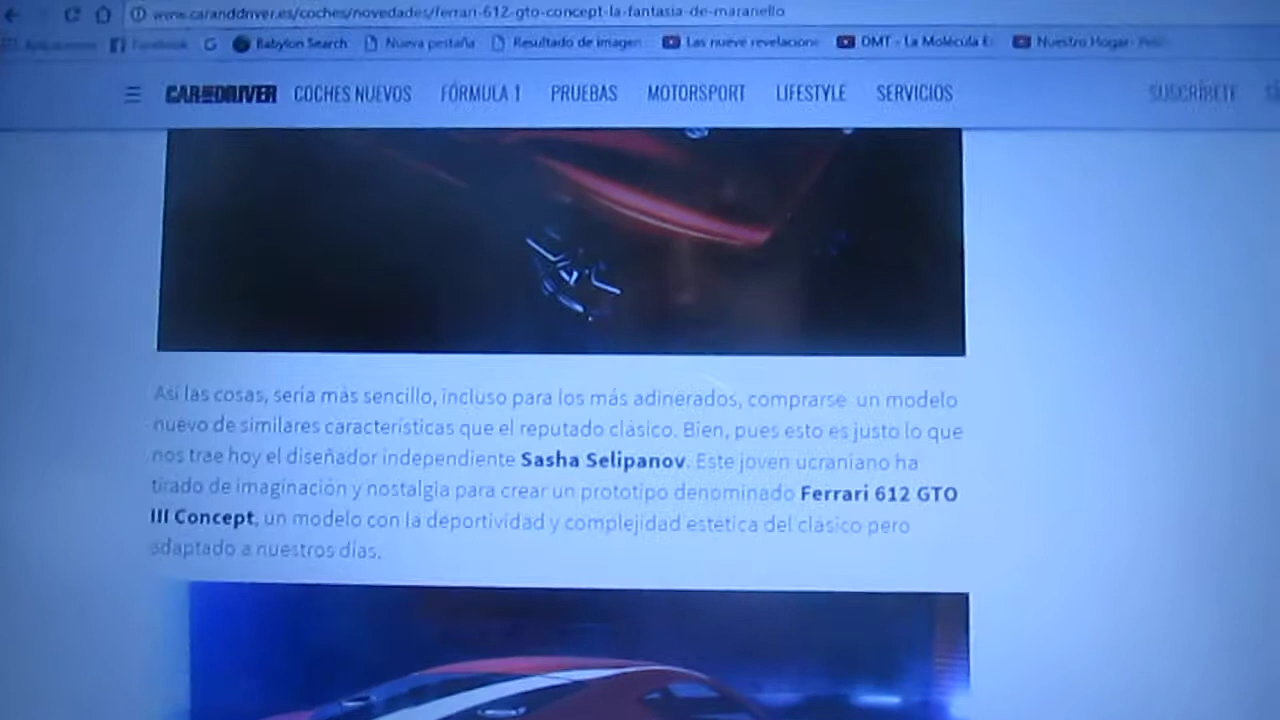 www.caranddriver.es/coches/novedades/ferrari-612-gto-concept-la-fantasia-de-maranello
Aplicaciones Facebook G Babylon Search Nueva pestaña Resultado de imagen Las nueve revelacione DMT - La Molécula E Nuestro Hogar-
CAR AND DRIVER COCHES NUEVOS FÓRMULA 1 PRUEBAS MOTORSPORT LIFESTYLE SERVICIOS SUSCRÍBETE
Así las cosas, sería más sencillo, incluso para los más adinerados, comprarse un modelo
nuevo de similares características que el reputado clásico. Bien, pues esto es justo lo que
nos trae hoy el diseñador independiente Sasha Selipanov. Este joven ucraniano ha
tirado de imaginación y nostalgia para crear un prototipo denominado Ferrari 612 GTO
III Concept, un modelo con la deportividad y complejidad estética del clásico pero
adaptado a nuestros días.